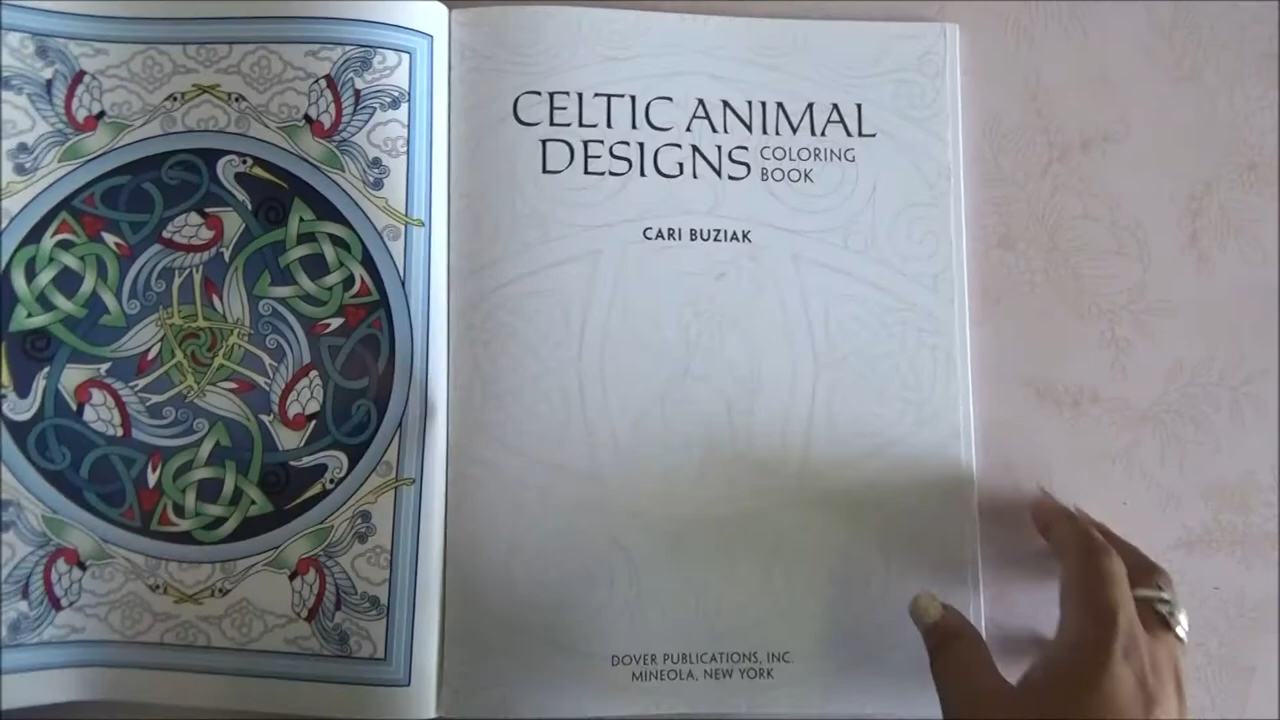 CELTIC ANIMAL
DESIGNS COLORING
BOOK
CARI BUZIAK
DOVER PUBLICATIONS, INC.
MINEOLA, NEW YORK